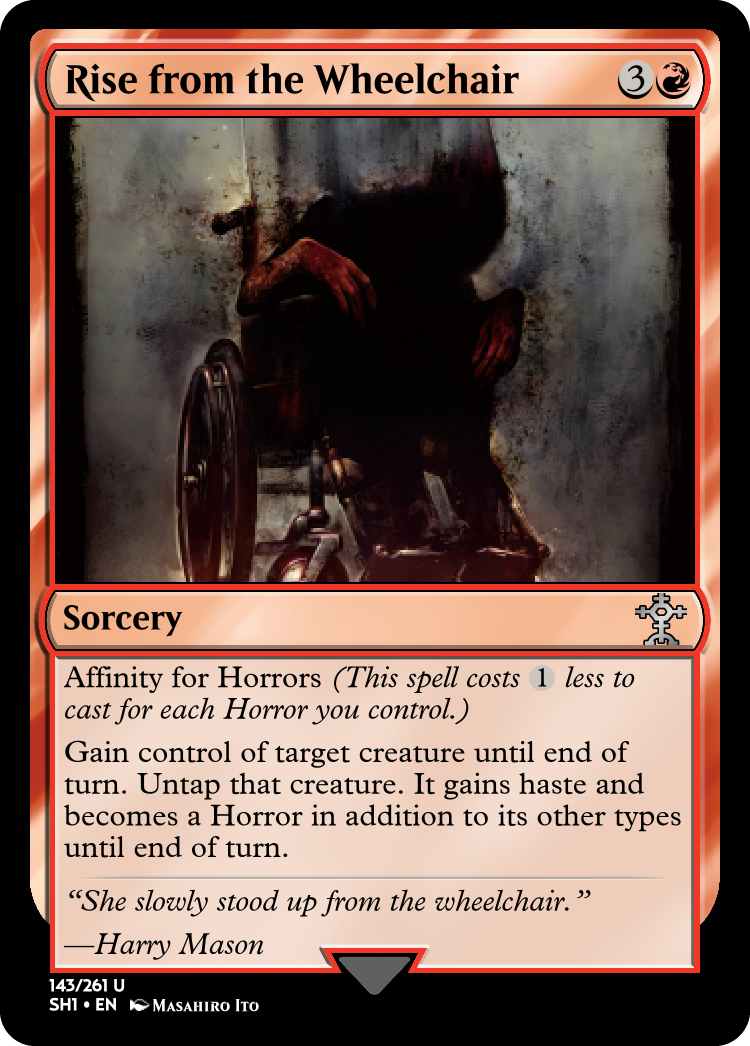 Rise from the Wheelchair 3
Sorcery
Affinity for Horrors (This spell costs 1 less to
cast for each Horror you control.)
Gain control of target creature until end of
turn. Untap that creature. It gains haste and
becomes a Horror in addition to its other types
until end of turn.
“She slowly stood up from the wheelchair.”
—Harry Mason
143/261 U
SH1 • EN Masahiro Ito